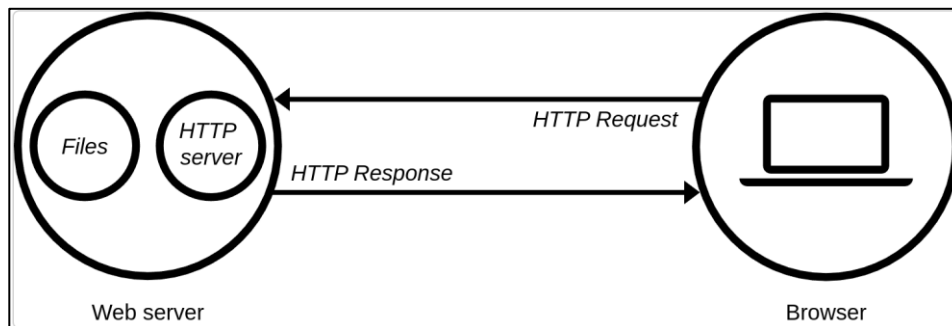 HTTP Request
Files
HTTP
server
HTTP Response
Web server
Browser